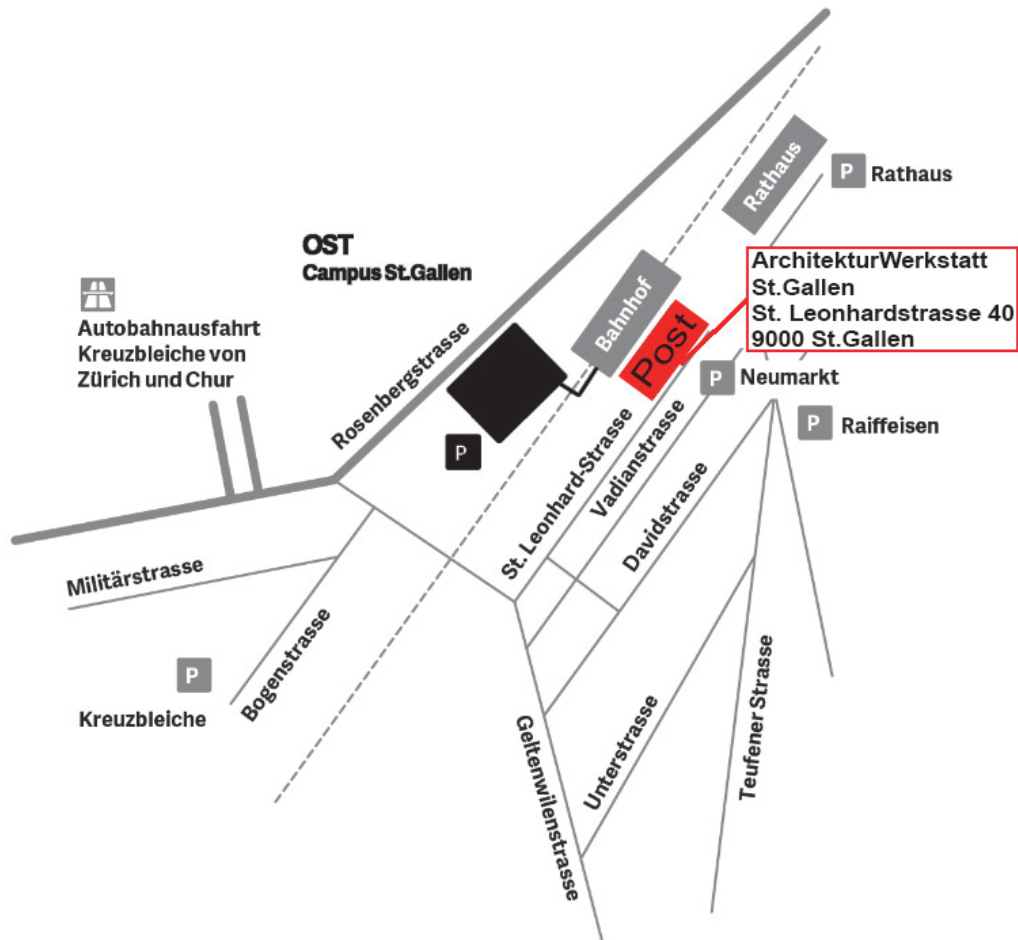 Rathaus
P
Rathaus
OST
Campus St.Gallen
ArchitekturWerkstatt
St.Gallen
St. Leonhardstrasse 40
9000 St.Gallen
Autobahnausfahrt
Kreuzbleiche von
Zürich und Chur
Bahnhof
Post
Rosenbergstrasse
P
Neumarkt
P
Raiffeisen
P
St. Leonhard-Strasse
Vadianstrasse
Davidstrasse
Militärstrasse
Bogenstrasse
P
Kreuzbleiche
Geltenwilenstrasse
Unterstrasse
Teufener Strasse